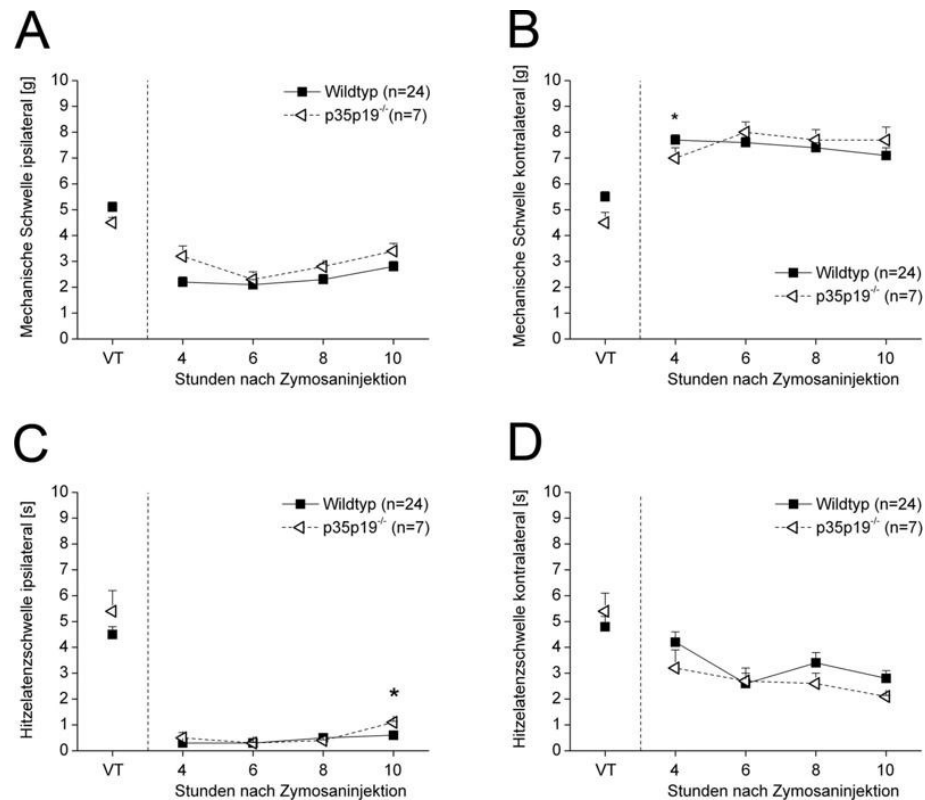 A
Mechanische Schwelle ipsilateral [g]
10
9
8
7
6
5
4
3
2
1
0
Wildtyp (n=24)
p35p19-/- (n=7)
VT 4 6 8 10
Stunden nach Zymosaninjektion
B
Mechanische Schwelle kontralateral [g]
10
9
8
7
6
5
4
3
2
1
0
*
Wildtyp (n=24)
p35p19-/- (n=7)
VT 4 6 8 10
Stunden nach Zymosaninjektion
C
Hitzelatenzschwelle ipsilateral [s]
10
9
8
7
6
5
4
3
2
1
0
Wildtyp (n=24)
p35p19-/- (n=7)
*
VT 4 6 8 10
Stunden nach Zymosaninjektion
D
Hitzelatenzschwelle kontralateral [s]
10
9
8
7
6
5
4
3
2
1
0
Wildtyp (n=24)
p35p19-/- (n=7)
VT 4 6 8 10
Stunden nach Zymosaninjektion